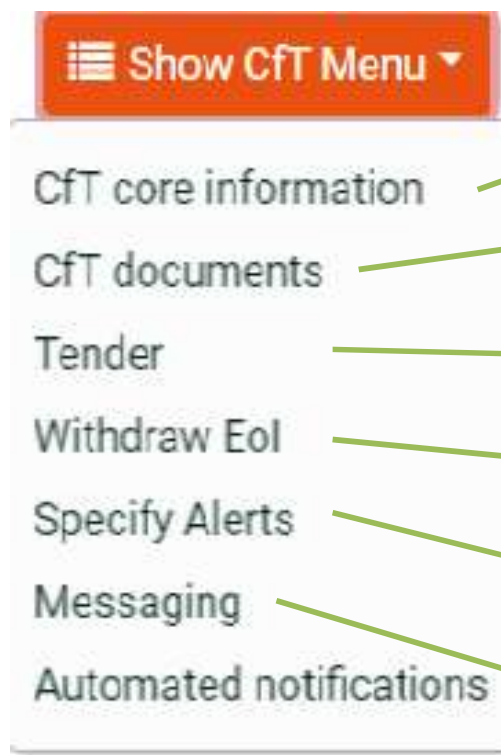 Show CfT Menu
CfT core information
CfT documents
Tender
Withdraw EoI
Specify Alerts
Messaging
Automated notifications